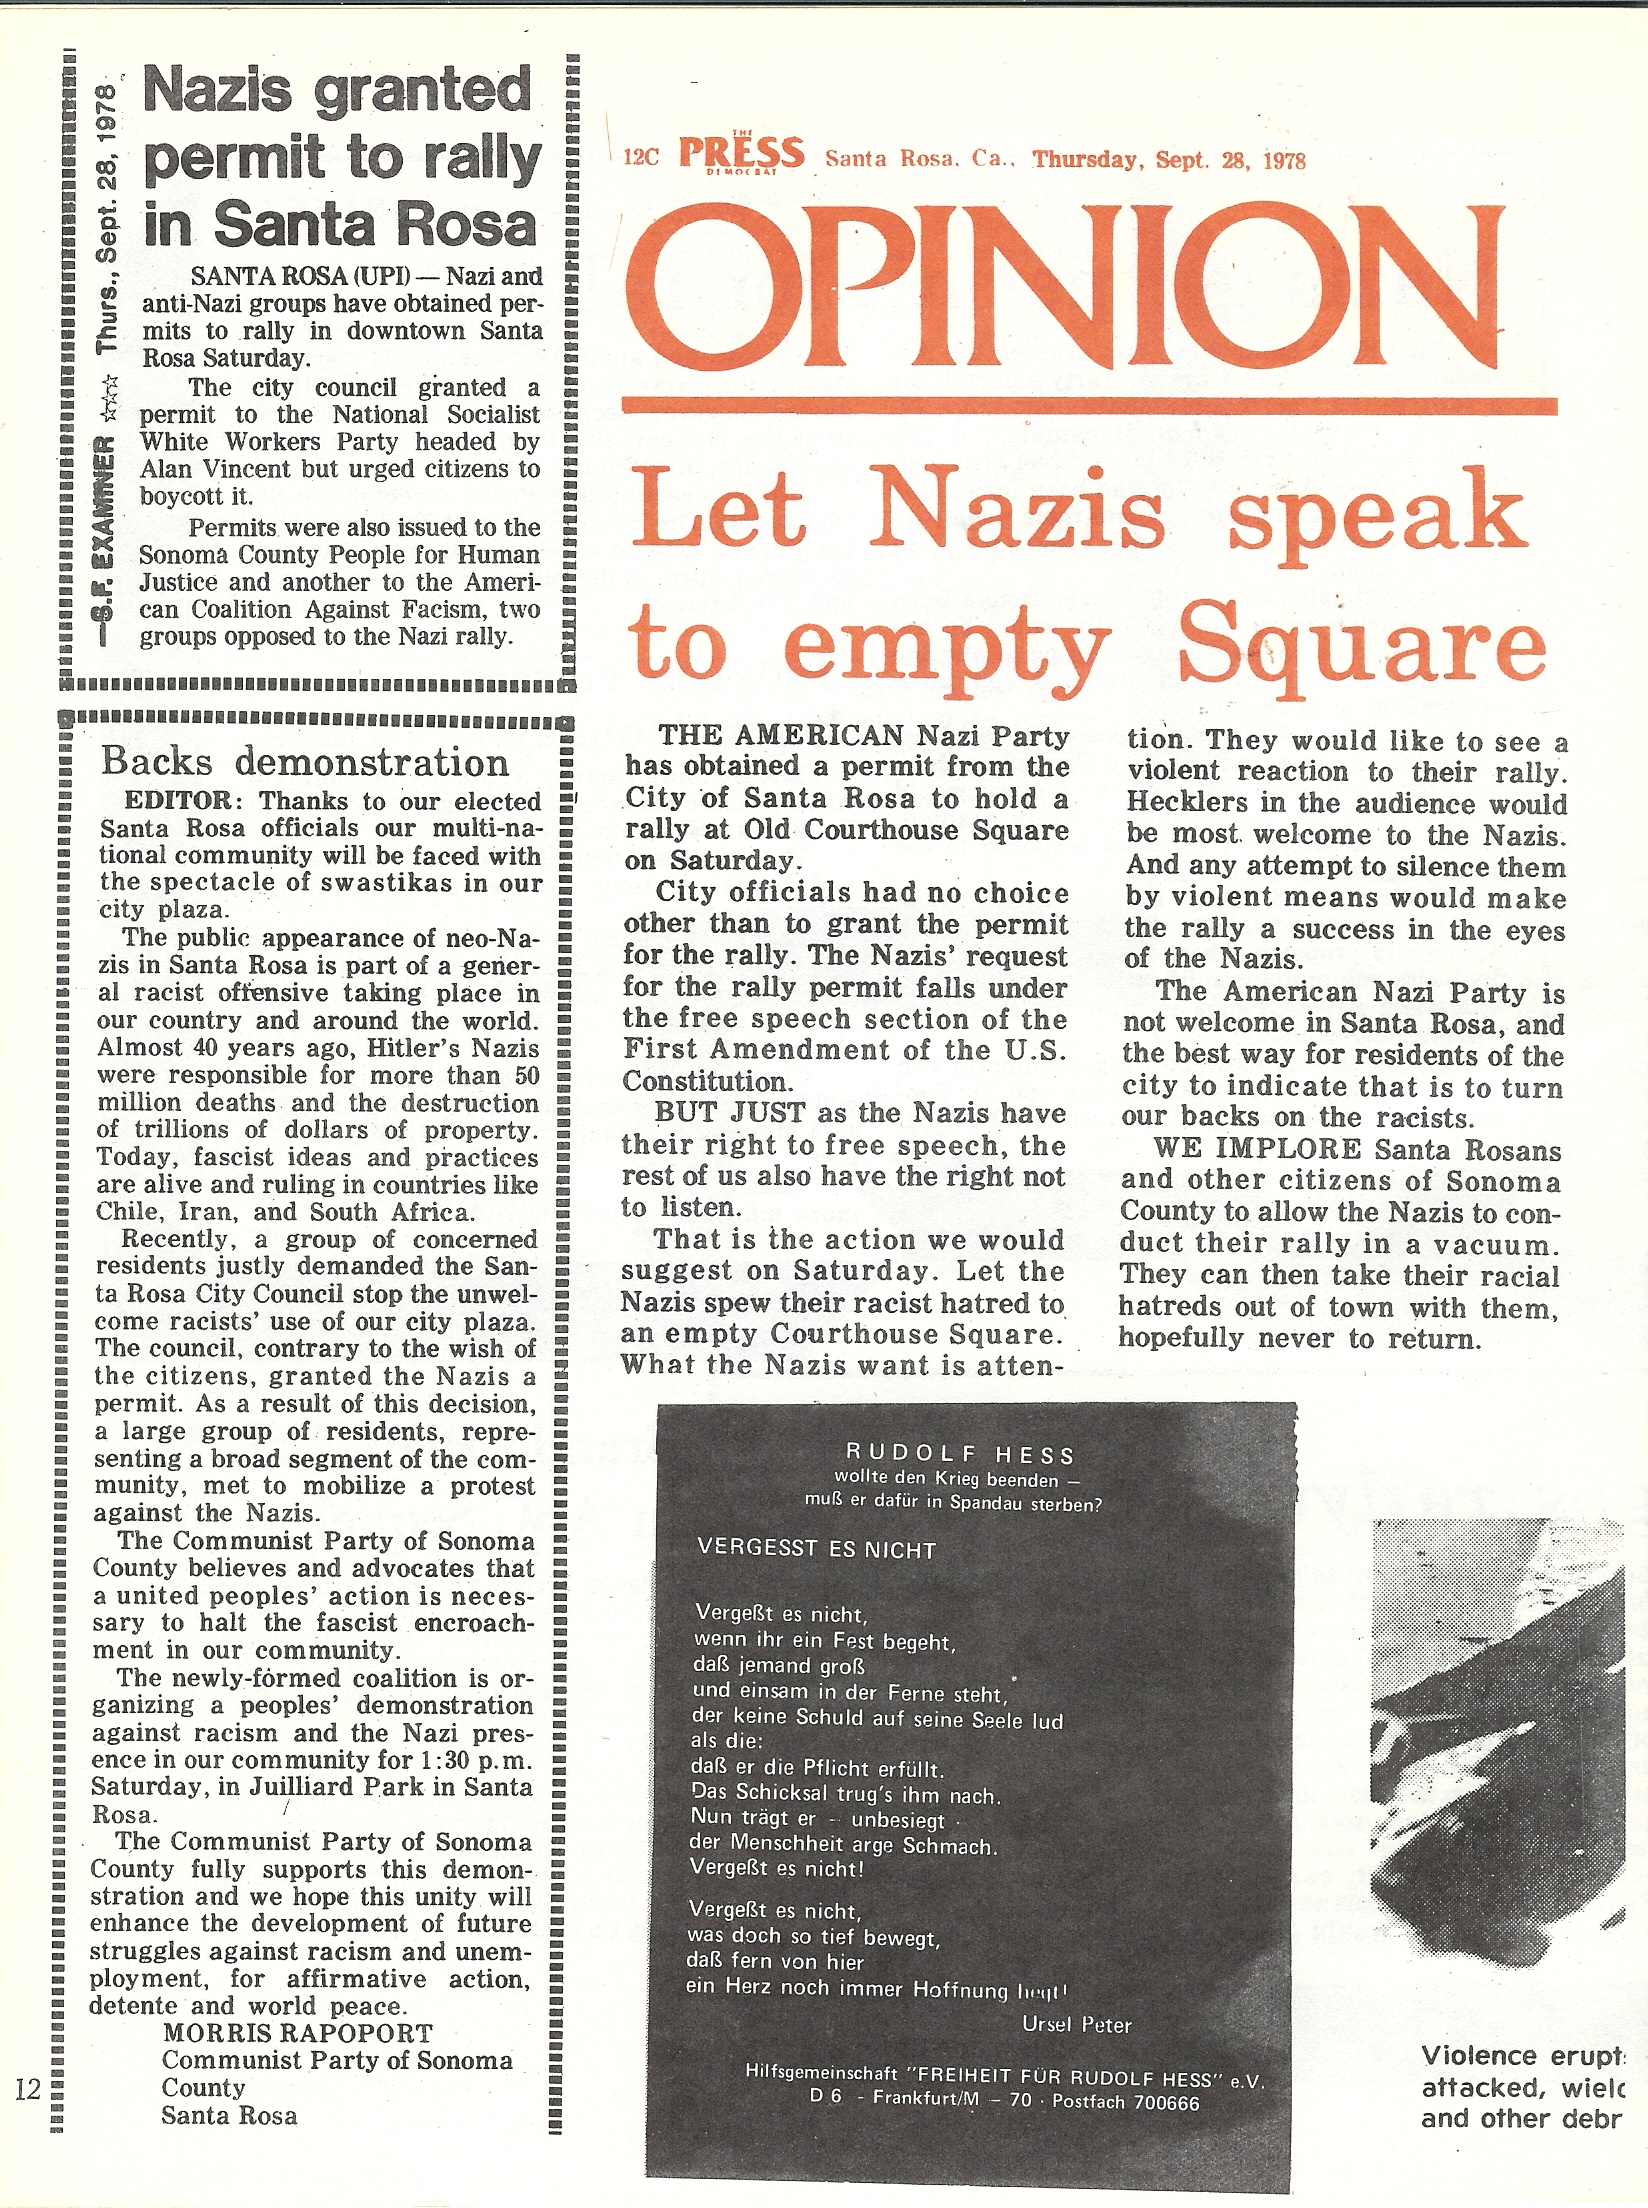 Nazis granted
permit to rally
in Santa Rosa
SANTA ROSA (UPI) — Nazi and
anti-Nazi groups have obtained per-
mits to rally in downtown Santa
Rosa Saturday.
The city council granted a
permit to the National Socialist
White Workers Party headed by
Alan Vincent but urged citizens to
boycott it.
Permits were also issued to the
Sonoma County People for Human
Justice and another to the Ameri-
can Coalition Against Facism, two
groups opposed to the Nazi rally.
—S.F. EXAMINER ☆☆☆ Thurs., Sept. 28, 1978
Backs demonstration
EDITOR: Thanks to our elected
Santa Rosa officials our multi-na-
tional community will be faced with
the spectacle of swastikas in our
city plaza.
The public appearance of neo-Na-
zis in Santa Rosa is part of a gener-
al racist offensive taking place in
our country and around the world.
Almost 40 years ago, Hitler's Nazis
were responsible for more than 50
million deaths and the destruction
of trillions of dollars of property.
Today, fascist ideas and practices
are alive and ruling in countries like
Chile, Iran, and South Africa.
Recently, a group of concerned
residents justly demanded the San-
ta Rosa City Council stop the unwel-
come racists' use of our city plaza.
The council, contrary to the wish of
the citizens, granted the Nazis a
permit. As a result of this decision,
a large group of residents, repre-
senting a broad segment of the com-
munity, met to mobilize a protest
against the Nazis.
The Communist Party of Sonoma
County believes and advocates that
a united peoples' action is neces-
sary to halt the fascist encroach-
ment in our community.
The newly-formed coalition is or-
ganizing a peoples' demonstration
against racism and the Nazi pres-
ence in our community for 1:30 p.m.
Saturday, in Juilliard Park in Santa
Rosa.
The Communist Party of Sonoma
County fully supports this demon-
stration and we hope this unity will
enhance the development of future
struggles against racism and unem-
ployment, for affirmative action,
detente and world peace.
MORRIS RAPOPORT
Communist Party of Sonoma
County
Santa Rosa
12
12C THE PRESS DEMOCRAT Santa Rosa, Ca., Thursday, Sept. 28, 1978
OPINION
Let Nazis speak
to empty Square
THE AMERICAN Nazi Party
has obtained a permit from the
City of Santa Rosa to hold a
rally at Old Courthouse Square
on Saturday.
City officials had no choice
other than to grant the permit
for the rally. The Nazis' request
for the rally permit falls under
the free speech section of the
First Amendment of the U.S.
Constitution.
BUT JUST as the Nazis have
their right to free speech, the
rest of us also have the right not
to listen.
That is the action we would
suggest on Saturday. Let the
Nazis spew their racist hatred to
an empty Courthouse Square.
What the Nazis want is atten-
tion. They would like to see a
violent reaction to their rally.
Hecklers in the audience would
be most welcome to the Nazis.
And any attempt to silence them
by violent means would make
the rally a success in the eyes
of the Nazis.
The American Nazi Party is
not welcome in Santa Rosa, and
the best way for residents of the
city to indicate that is to turn
our backs on the racists.
WE IMPLORE Santa Rosans
and other citizens of Sonoma
County to allow the Nazis to con-
duct their rally in a vacuum.
They can then take their racial
hatreds out of town with them,
hopefully never to return.
RUDOLF HESS
wollte den Krieg beenden —
muß er dafür in Spandau sterben?
VERGESST ES NICHT
Vergeßt es nicht,
wenn ihr ein Fest begeht,
daß jemand groß
und einsam in der Ferne steht,
der keine Schuld auf seine Seele lud
als die:
daß er die Pflicht erfüllt.
Das Schicksal trug's ihm nach.
Nun trägt er – unbesiegt -
der Menschheit arge Schmach.
Vergeßt es nicht!
Vergeßt es nicht,
was doch so tief bewegt,
daß fern von hier
ein Herz noch immer Hoffnung hegt!
Ursel Peter
Hilfsgemeinschaft "FREIHEIT FÜR RUDOLF HESS" e.V.
D 6 - Frankfurt/M – 70 · Postfach 700666
Violence erupt
attacked, wiel
and other debr